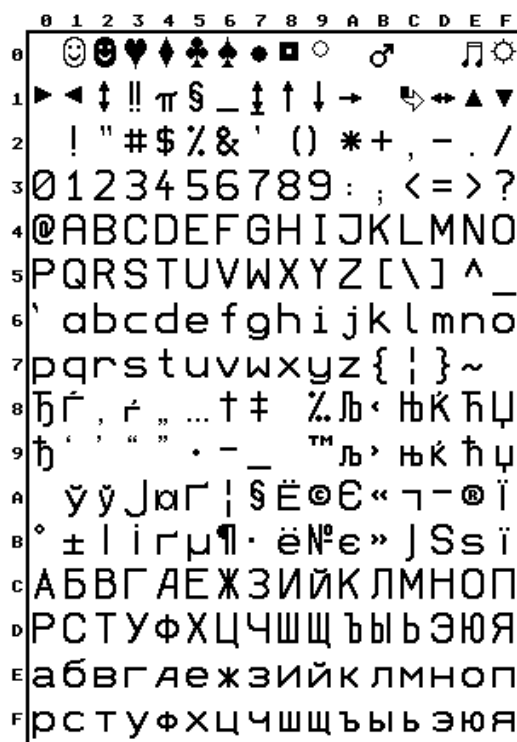 0 1 2 3 4 5 6 7 8 9 A B C D E F
0 ☺ ☻ ♥ ♦ ♣ ♠ • ◘ ○ ♂ ♫ ☼
1 ► ◄ ↕ ‼ π § _ ↨ ↑ ↓ → ↔ ▲ ▼
2 ! " # $ % & ' ( ) * + , - . /
3 0 1 2 3 4 5 6 7 8 9 : ; < = > ?
4 @ A B C D E F G H I J K L M N O
5 P Q R S T U V W X Y Z [ \ ] ^ _
6 ` a b c d e f g h i j k l m n o
7 p q r s t u v w x y z { ¦ } ~
8 Ђ Ѓ ‚ ѓ „ … † ‡ ‰ Љ ‹ Њ Ќ Ћ Џ
9 ђ ‘ ’ “ ” • – _ ™ љ › њ ќ ћ џ
A Ў ў Ј ¤ Г ¦ § Ё © Є « ¬ - ® Ї
B ° ± І і г µ ¶ · ё № є » ј Ѕ ѕ ї
C А Б В Г Д Е Ж З И Й К Л М Н О П
D Р С Т У Ф Х Ц Ч Ш Щ Ъ Ы Ь Э Ю Я
E а б в г д е ж з и й к л м н о п
F р с т у ф х ц ч ш щ ъ ы ь э ю я